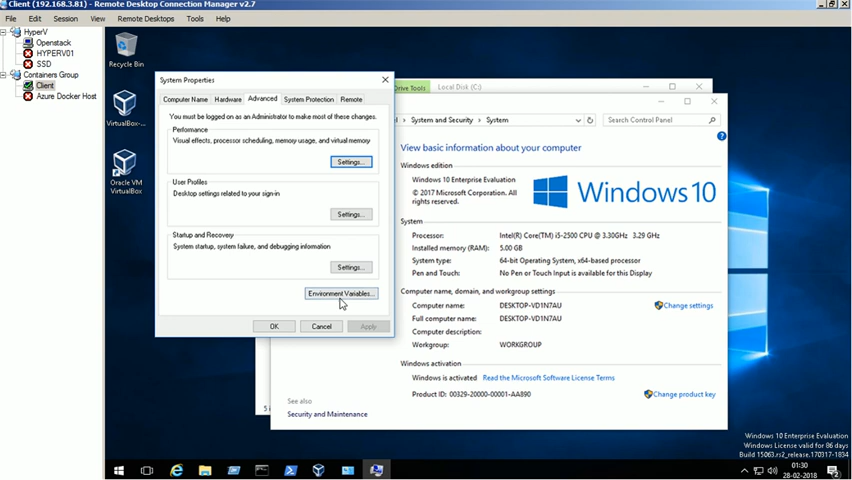 Client (192.168.3.81) - Remote Desktop Connection Manager v2.7
File Edit Session View Remote Desktops Tools Help
HyperV
Openstack
HYPERV01
SSD
Containers Group
Client
Azure Docker Host
Recycle Bin
VirtualBox-...
Oracle VM
VirtualBox
System Properties
Computer Name Hardware Advanced System Protection Remote
You must be logged on as an Administrator to make most of these changes.
Performance
Visual effects, processor scheduling, memory usage, and virtual memory
Settings...
User Profiles
Desktop settings related to your sign-in
Settings...
Startup and Recovery
System startup, system failure, and debugging information
Settings...
Environment Variables...
OK Cancel Apply
Drive Tools Local Disk (C:)
System and Security System
Search Control Panel
View basic information about your computer
Windows edition
Windows 10 Enterprise Evaluation
© 2017 Microsoft Corporation. All
rights reserved.
Windows 10
System
Processor: Intel(R) Core(TM) i5-2500 CPU @ 3.30GHz 3.29 GHz
Installed memory (RAM): 5.00 GB
System type: 64-bit Operating System, x64-based processor
Pen and Touch: No Pen or Touch Input is available for this Display
Computer name, domain, and workgroup settings
Computer name: DESKTOP-VD1N7AU
Change settings
Full computer name: DESKTOP-VD1N7AU
Computer description:
Workgroup: WORKGROUP
Windows activation
Windows is activated Read the Microsoft Software License Terms
Product ID: 00329-20000-00001-AA890
Change product key
See also
Security and Maintenance
5 i
Windows 10 Enterprise Evaluation
Windows License valid for 86 days
Build 15063.rs2_release.170317-1834
01:30
28-02-2018
2